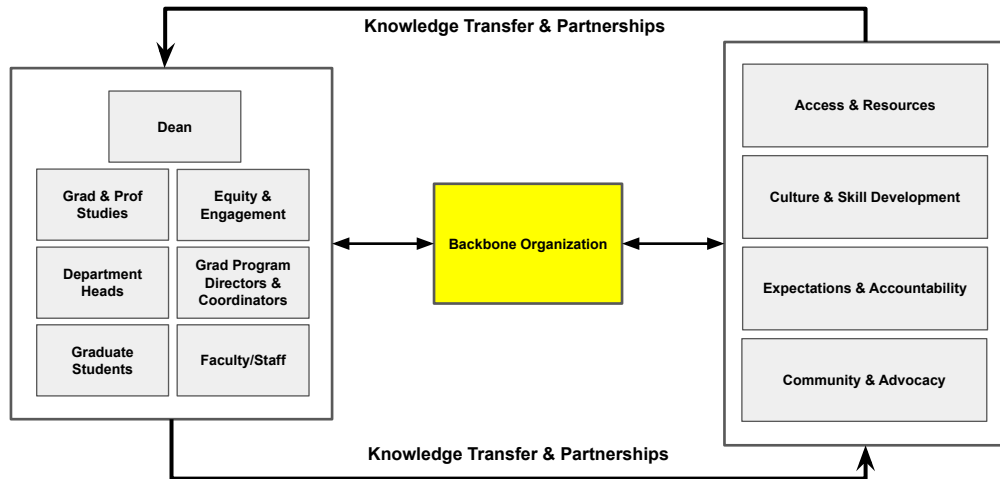 Knowledge Transfer & Partnerships
Dean
Grad & Prof
Studies
Equity &
Engagement
Department
Heads
Grad Program
Directors &
Coordinators
Graduate
Students
Faculty/Staff
Backbone Organization
Access & Resources
Culture & Skill Development
Expectations & Accountability
Community & Advocacy
Knowledge Transfer & Partnerships